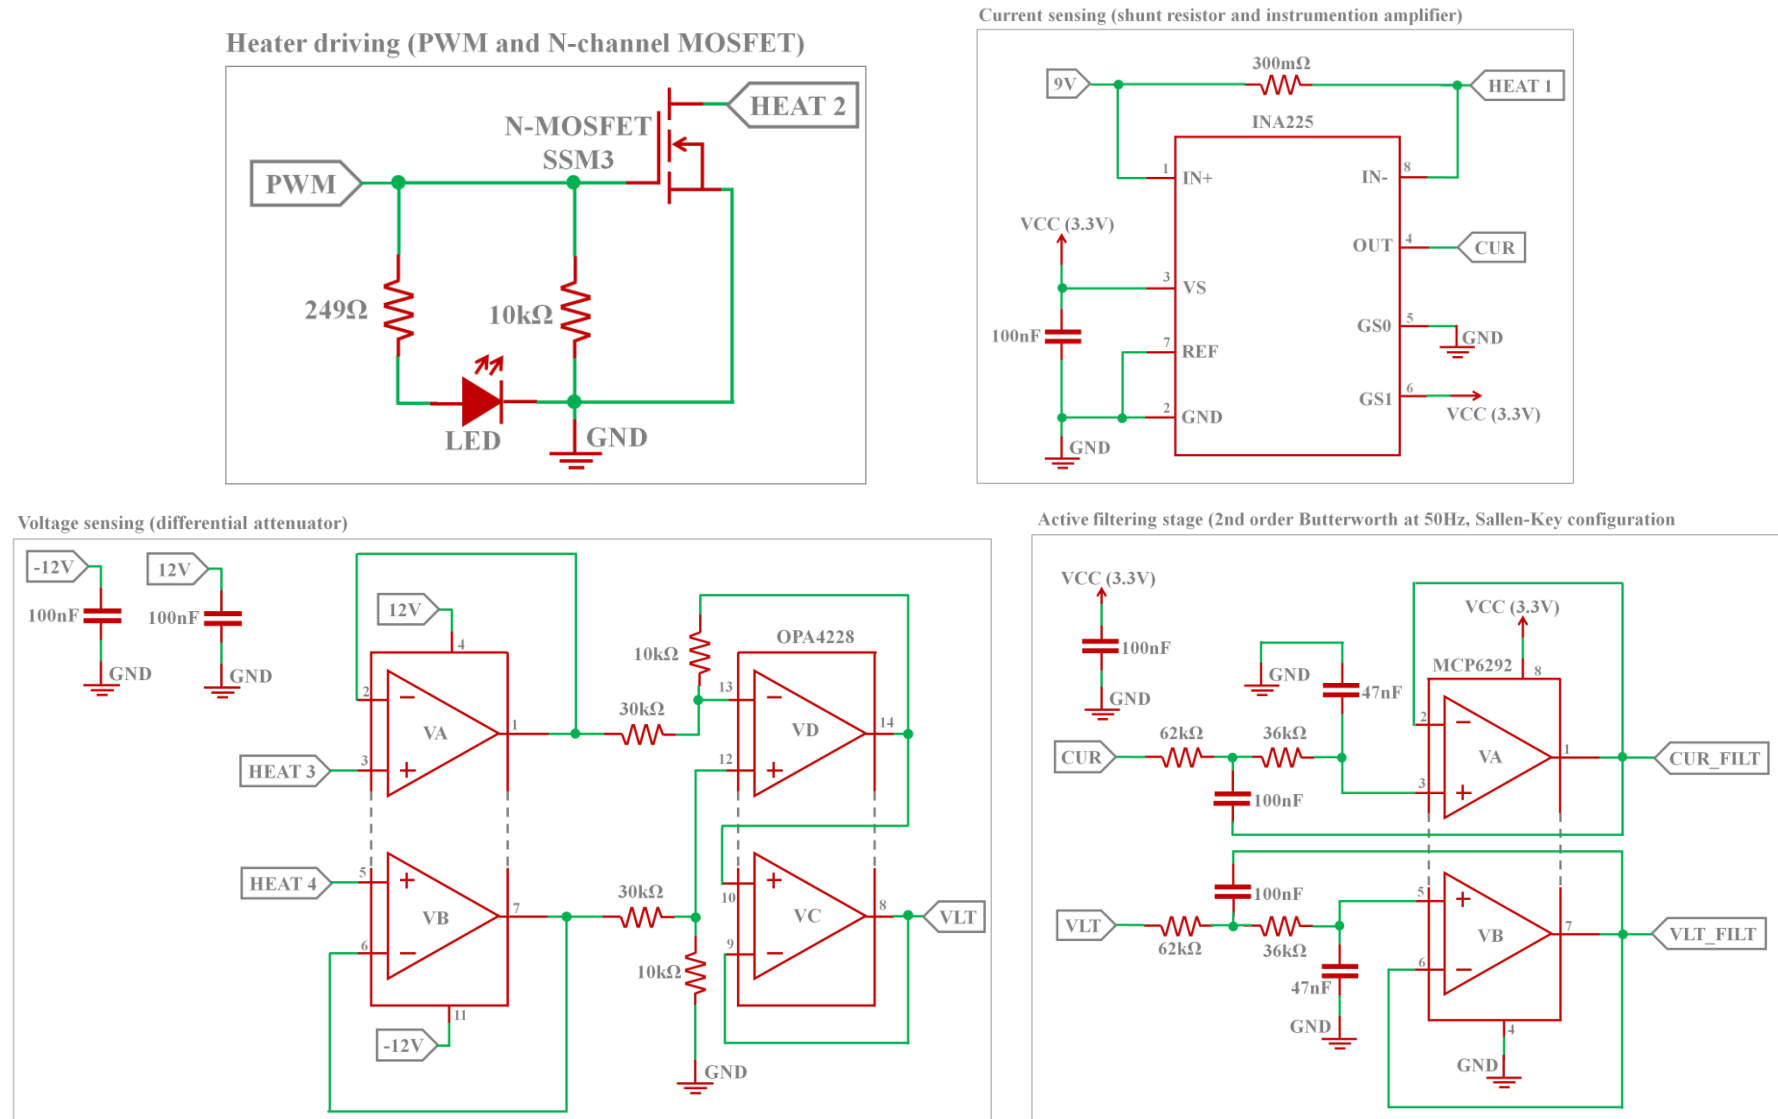 Heater driving (PWM and N-channel MOSFET)
HEAT 2
N-MOSFET
SSM3
PWM
249Ω
10kΩ
LED
GND
Current sensing (shunt resistor and instrumention amplifier)
300mΩ
9V
HEAT 1
INA225
1
IN+
IN-
8
VCC (3.3V)
OUT
4
CUR
3
VS
100nF
GS0
5
GND
7
REF
GS1
6
VCC (3.3V)
2
GND
GND
Voltage sensing (differential attenuator)
-12V
12V
100nF
100nF
GND
GND
12V
4
2
VA
1
HEAT 3
3
10kΩ
OPA4228
30kΩ
13
VD
14
12
HEAT 4
5
VB
7
6
30kΩ
10
VC
8
VLT
9
10kΩ
11
-12V
GND
Active filtering stage (2nd order Butterworth at 50Hz, Sallen-Key configuration
VCC (3.3V)
100nF
GND
GND
47nF
VCC (3.3V)
MCP6292
8
62kΩ
36kΩ
2
VA
1
CUR
CUR_FILT
100nF
3
100nF
5
VLT
62kΩ
36kΩ
VB
7
VLT_FILT
6
47nF
GND
4
GND